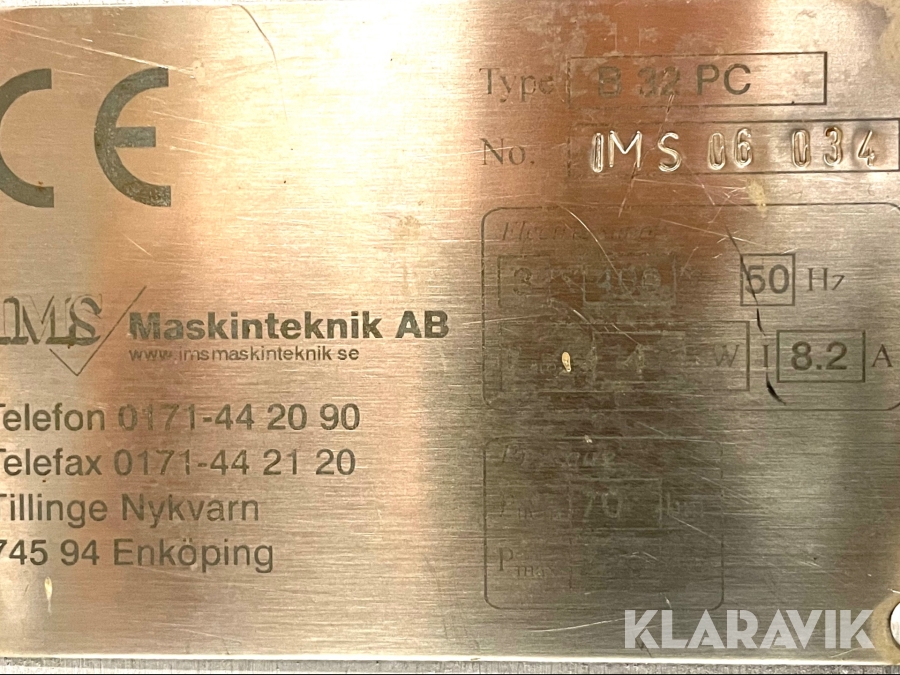 CE
Type B 32 PC
No. IMS 06 034
IMS Maskinteknik AB
www.imsmaskinteknik.se
50 Hz
W I 8.2 A
Telefon 0171-44 20 90
Telefax 0171-44 21 20
Tillinge Nykvarn
745 94 Enköping
70
P max
KLARAVIK